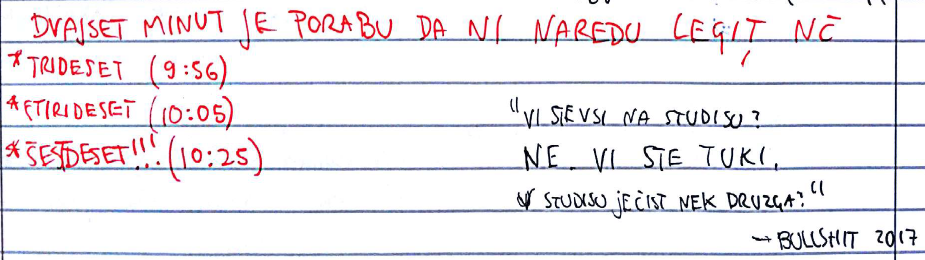 DVAJSET MINUT JE PORABU DA NI NAREDU LEGIT NČ
*TRIDESET (9:56)
*ŠTIRIDESET (10:05)
*ŠESTDESET!!! (10:25)
"VI STE VSI NA STUDISU?
NE. VI STE TUKI.
V STUDISU JE ČIST NEK DRUZGA?"
→ BULLSHIT 2017